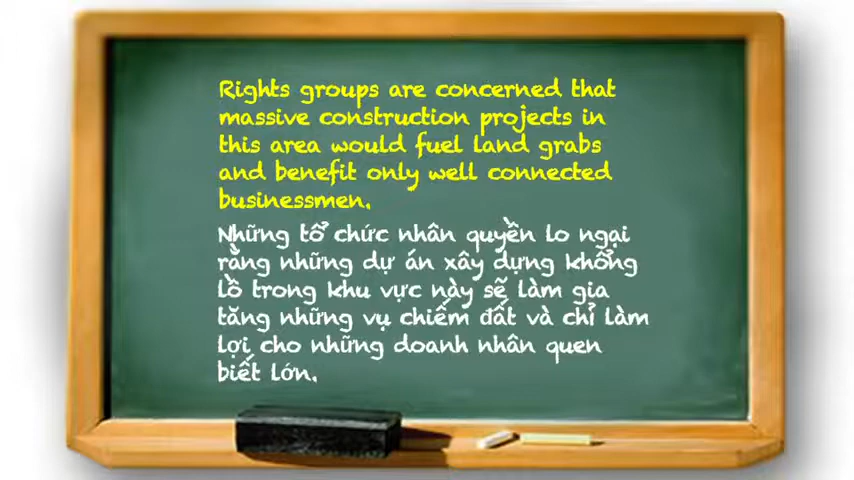 Rights groups are concerned that
massive construction projects in
this area would fuel land grabs
and benefit only well connected
businessmen.
Những tổ chức nhân quyền lo ngại
rằng những dự án xây dựng khổng
lồ trong khu vực này sẽ làm gia
tăng những vụ chiếm đất và chỉ làm
lợi cho những doanh nhân quen
biết lớn.